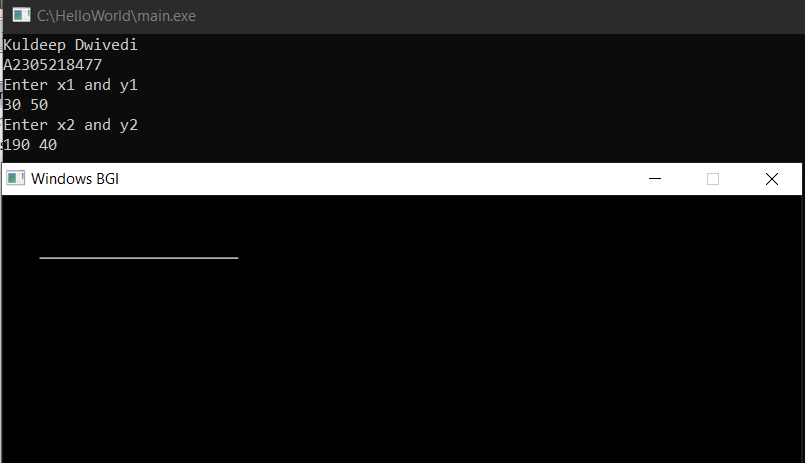 C:\HelloWorld\main.exe
Kuldeep Dwivedi
A2305218477
Enter x1 and y1
30 50
Enter x2 and y2
190 40
Windows BGI